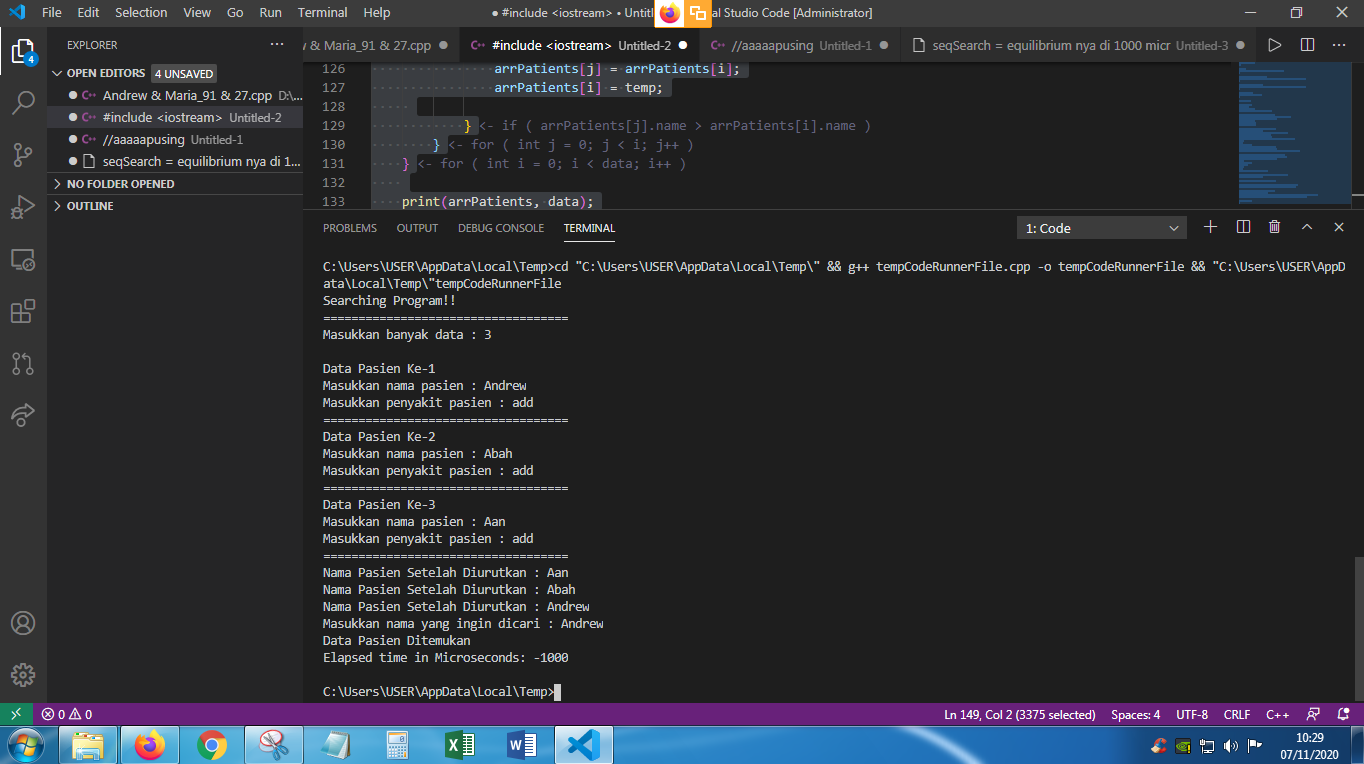 File Edit Selection View Go Run Terminal Help
● #include <iostream> • Untitl
al Studio Code [Administrator]
EXPLORER
OPEN EDITORS 4 UNSAVED
4
Andrew & Maria_91 & 27.cpp D:\...
#include <iostream> Untitled-2
//aaaaapusing Untitled-1
seqSearch = equilibrium nya di 1...
NO FOLDER OPENED
OUTLINE
w & Maria_91 & 27.cpp ● #include <iostream> Untitled-2 ● //aaaaapusing Untitled-1 ● seqSearch = equilibrium nya di 1000 micr Untitled-3 ●
126 arrPatients[j] = arrPatients[i];
127 arrPatients[i] = temp;
128
129 } <- if ( arrPatients[j].name > arrPatients[i].name )
130 } <- for ( int j = 0; j < i; j++ )
131 } <- for ( int i = 0; i < data; i++ )
132
133 print(arrPatients, data);
PROBLEMS OUTPUT DEBUG CONSOLE TERMINAL
1: Code
C:\Users\USER\AppData\Local\Temp>cd "C:\Users\USER\AppData\Local\Temp\" && g++ tempCodeRunnerFile.cpp -o tempCodeRunnerFile && "C:\Users\USER\AppD
ata\Local\Temp\"tempCodeRunnerFile
Searching Program!!
===================================
Masukkan banyak data : 3
Data Pasien Ke-1
Masukkan nama pasien : Andrew
Masukkan penyakit pasien : add
===================================
Data Pasien Ke-2
Masukkan nama pasien : Abah
Masukkan penyakit pasien : add
===================================
Data Pasien Ke-3
Masukkan nama pasien : Aan
Masukkan penyakit pasien : add
===================================
Nama Pasien Setelah Diurutkan : Aan
Nama Pasien Setelah Diurutkan : Abah
Nama Pasien Setelah Diurutkan : Andrew
Masukkan nama yang ingin dicari : Andrew
Data Pasien Ditemukan
Elapsed time in Microseconds: -1000
C:\Users\USER\AppData\Local\Temp>
0 0
Ln 149, Col 2 (3375 selected) Spaces: 4 UTF-8 CRLF C++
10:29
07/11/2020